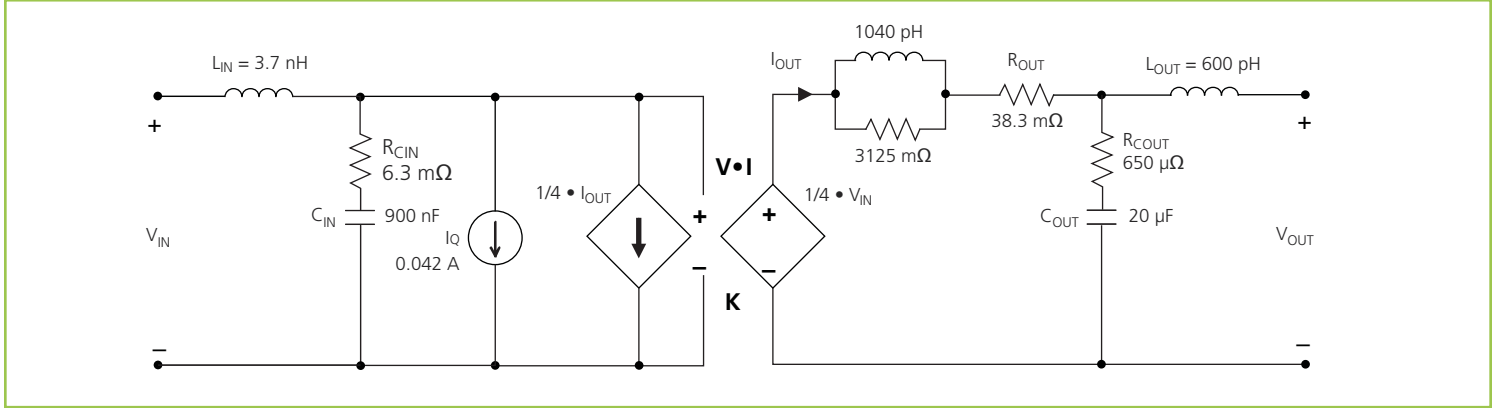 L_IN = 3.7 nH
+
–
V_IN
R_CIN
6.3 mΩ
C_IN
900 nF
I_Q
0.042 A
1/4 • I_OUT
V•I
+
–
K
1/4 • V_IN
+
–
I_OUT
1040 pH
3125 mΩ
R_OUT
38.3 mΩ
L_OUT = 600 pH
R_COUT
650 µΩ
C_OUT
20 µF
+
–
V_OUT